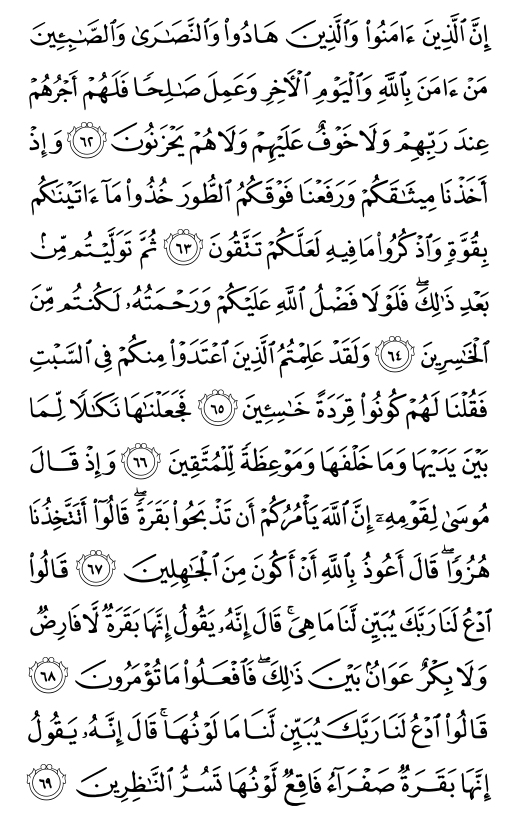 إِنَّ ٱلَّذِينَ ءَامَنُوا۟ وَٱلَّذِينَ هَادُوا۟ وَٱلنَّصَٰرَىٰ وَٱلصَّٰبِـِٔينَ
مَنْ ءَامَنَ بِٱللَّهِ وَٱلْيَوْمِ ٱلْءَاخِرِ وَعَمِلَ صَٰلِحًا فَلَهُمْ أَجْرُهُمْ
عِندَ رَبِّهِمْ وَلَا خَوْفٌ عَلَيْهِمْ وَلَا هُمْ يَحْزَنُونَ ٦٢ وَإِذْ
أَخَذْنَا مِيثَٰقَكُمْ وَرَفَعْنَا فَوْقَكُمُ ٱلطُّورَ خُذُوا۟ مَآ ءَاتَيْنَٰكُم
بِقُوَّةٍ وَٱذْكُرُوا۟ مَا فِيهِ لَعَلَّكُمْ تَتَّقُونَ ٦٣ ثُمَّ تَوَلَّيْتُم مِّنۢ
بَعْدِ ذَٰلِكَ ۖ فَلَوْلَا فَضْلُ ٱللَّهِ عَلَيْكُمْ وَرَحْمَتُهُۥ لَكُنتُم مِّنَ
ٱلْخَٰسِرِينَ ٦٤ وَلَقَدْ عَلِمْتُمُ ٱلَّذِينَ ٱعْتَدَوْا۟ مِنكُمْ فِى ٱلسَّبْتِ
فَقُلْنَا لَهُمْ كُونُوا۟ قِرَدَةً خَٰسِـِٔينَ ٦٥ فَجَعَلْنَٰهَا نَكَٰلًا لِّمَا
بَيْنَ يَدَيْهَا وَمَا خَلْفَهَا وَمَوْعِظَةً لِّلْمُتَّقِينَ ٦٦ وَإِذْ قَالَ
مُوسَىٰ لِقَوْمِهِۦٓ إِنَّ ٱللَّهَ يَأْمُرُكُمْ أَن تَذْبَحُوا۟ بَقَرَةً ۖ قَالُوٓا۟ أَتَتَّخِذُنَا
هُزُوًا ۖ قَالَ أَعُوذُ بِٱللَّهِ أَنْ أَكُونَ مِنَ ٱلْجَٰهِلِينَ ٦٧ قَالُوا۟
ٱدْعُ لَنَا رَبَّكَ يُبَيِّن لَّنَا مَا هِىَ ۚ قَالَ إِنَّهُۥ يَقُولُ إِنَّهَا بَقَرَةٌ لَّا فَارِضٌ
وَلَا بِكْرٌ عَوَانٌۢ بَيْنَ ذَٰلِكَ ۖ فَٱفْعَلُوا۟ مَا تُؤْمَرُونَ ٦٨
قَالُوا۟ ٱدْعُ لَنَا رَبَّكَ يُبَيِّن لَّنَا مَا لَوْنُهَا ۚ قَالَ إِنَّهُۥ يَقُولُ
إِنَّهَا بَقَرَةٌ صَفْرَآءُ فَاقِعٌ لَّوْنُهَا تَسُرُّ ٱلنَّٰظِرِينَ ٦٩